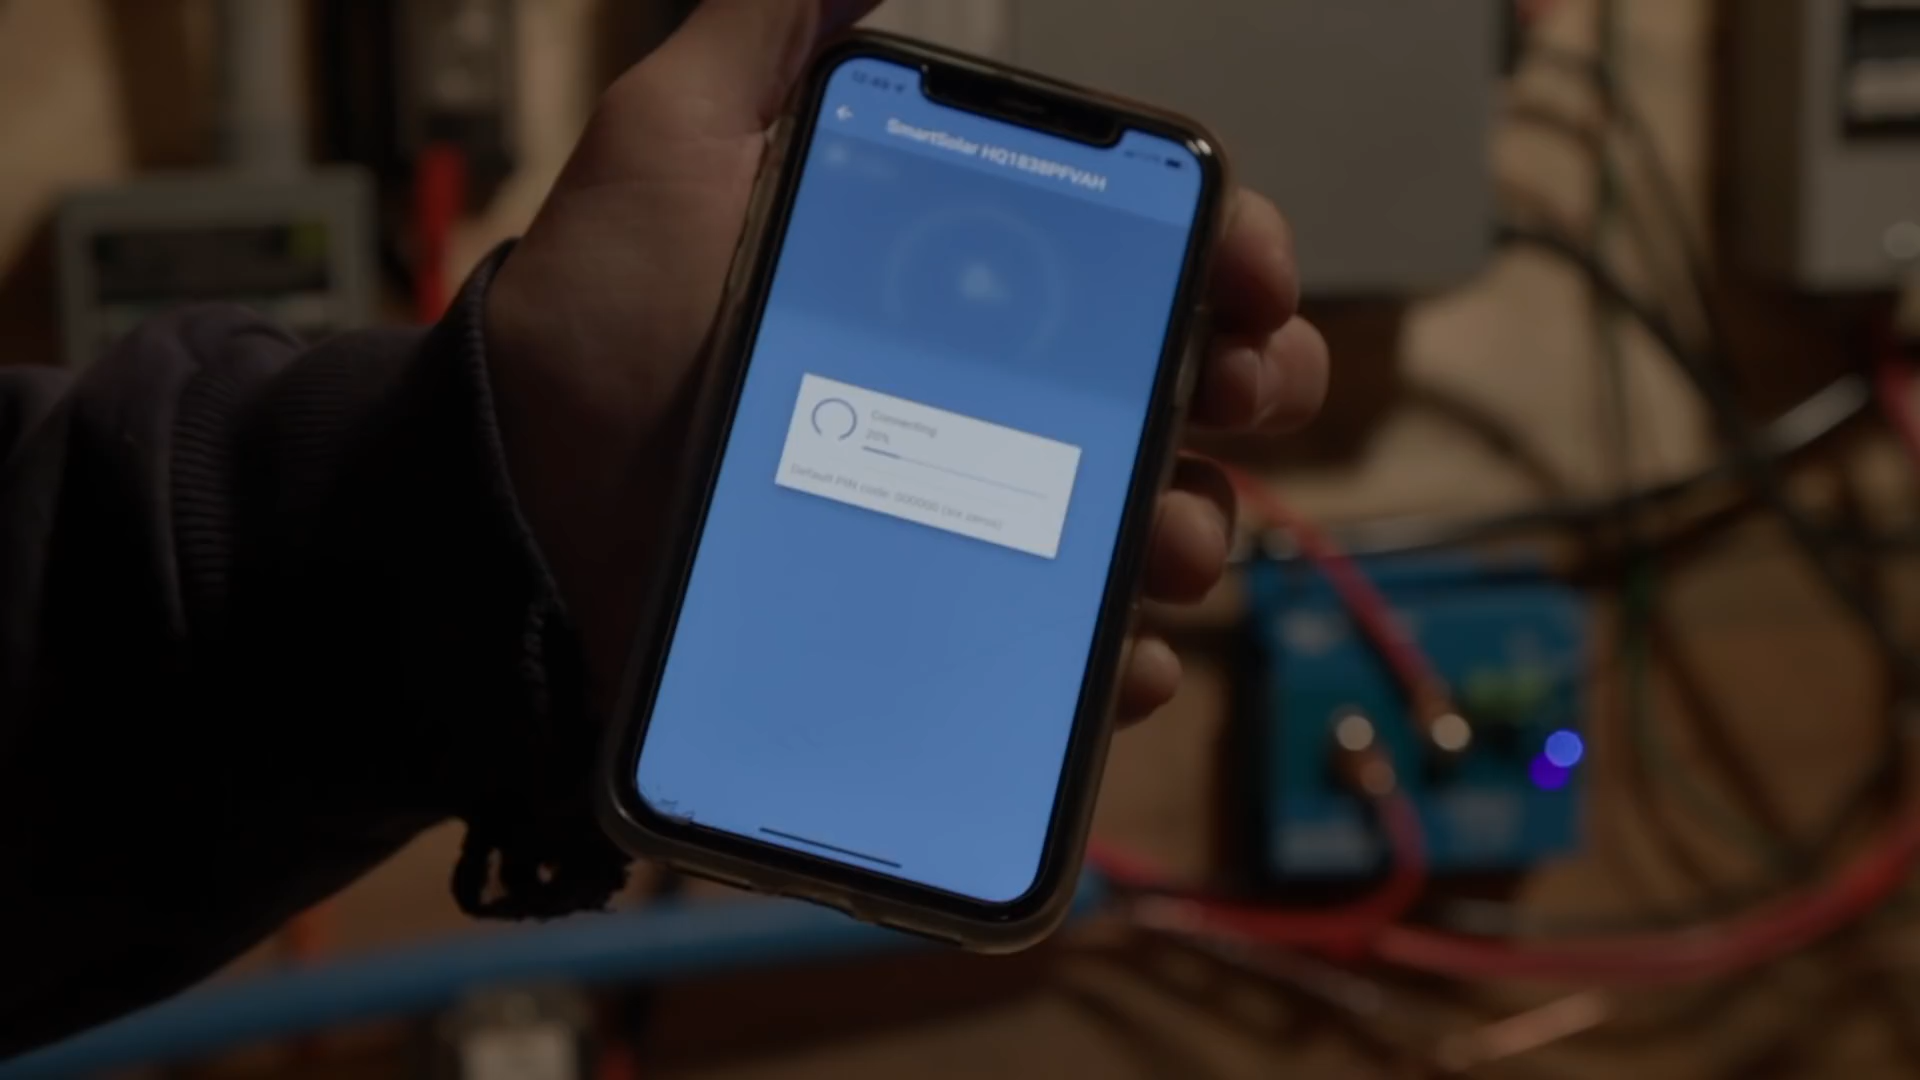 SmartSolar HQ1838PFVAH
Connecting
20%
Default PIN code: 000000 (six zeros)